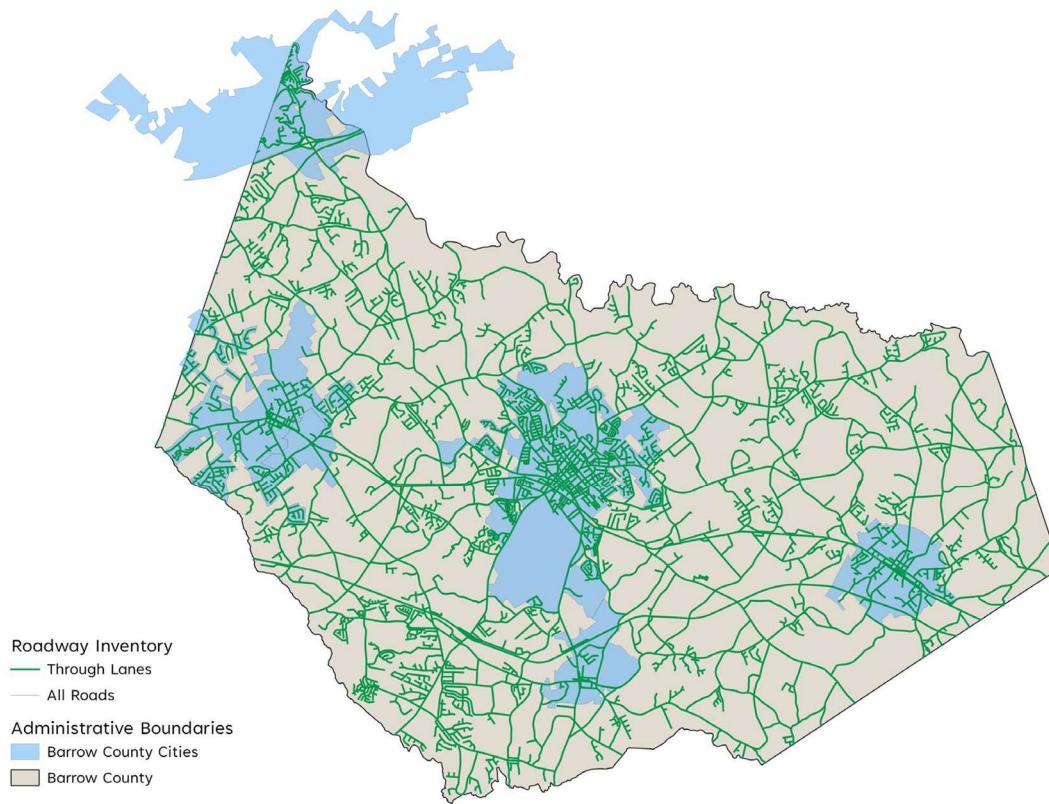 Roadway Inventory
Through Lanes
All Roads
Administrative Boundaries
Barrow County Cities
Barrow County